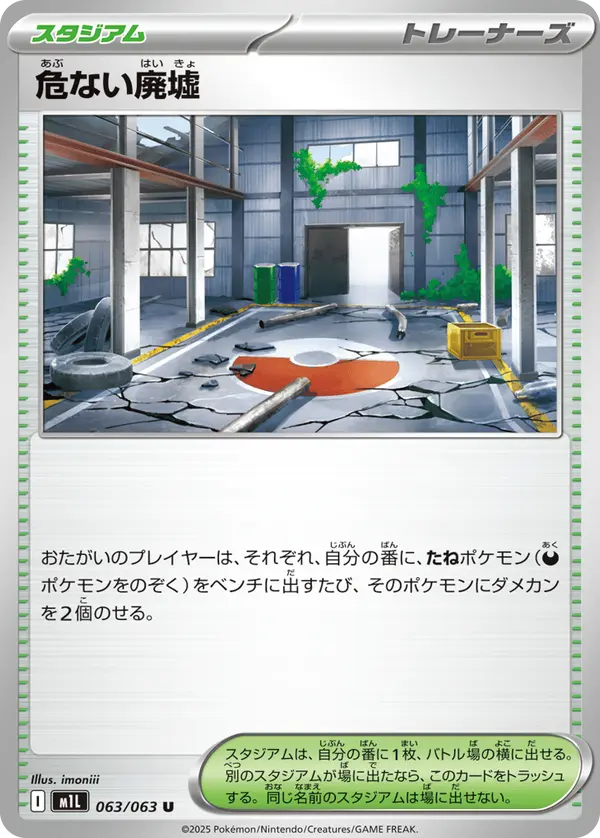 スタジアム
トレーナーズ
危ない廃墟
おたがいのプレイヤーは、それぞれ、自分の番に、たねポケモン(
ポケモンをのぞく)をベンチに出すたび、そのポケモンにダメカン
を2個のせる。
スタジアムは、自分の番に1枚、バトル場の横に出せる。
別のスタジアムが場に出たなら、このカードをトラッシュ
する。同じ名前のスタジアムは場に出せない。
Illus. imoniii
I M1L 063/063 U
©2025 Pokémon/Nintendo/Creatures/GAME FREAK.